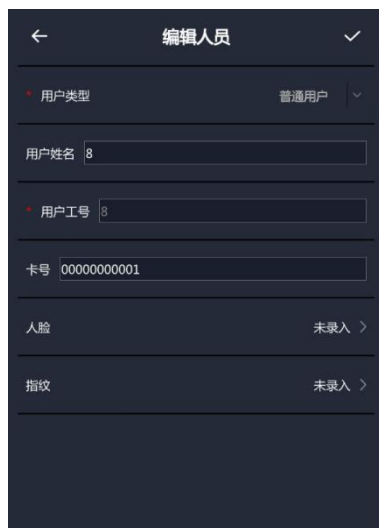 编辑人员
* 用户类型 普通用户
用户姓名 8
* 用户工号 8
卡号 00000000001
人脸 未录入
指纹 未录入